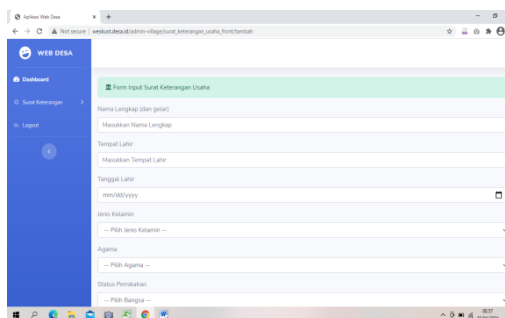 Aplikasi Web Desa
Not secure
WEB DESA
Dashboard
Surat Keterangan
Logout
Form Input Surat Keterangan Usaha
Nama Lengkap (dan gelar)
Masukkan Nama Lengkap
Tempat Lahir
Masukkan Tempat Lahir
Tanggal Lahir
mm/dd/yyyy
Jenis Kelamin
-- Pilih Jenis Kelamin --
Agama
-- Pilih Agama --
Status Pernikahan
-- Pilih Bangsa --